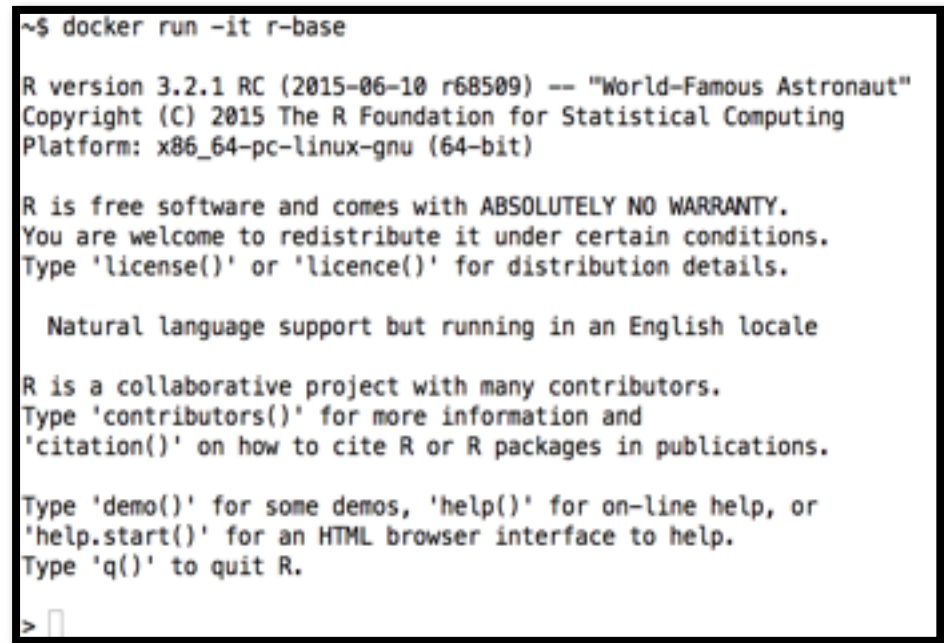 ~$ docker run -it r-base
R version 3.2.1 RC (2015-06-10 r68509) -- "World-Famous Astronaut"
Copyright (C) 2015 The R Foundation for Statistical Computing
Platform: x86_64-pc-linux-gnu (64-bit)
R is free software and comes with ABSOLUTELY NO WARRANTY.
You are welcome to redistribute it under certain conditions.
Type 'license()' or 'licence()' for distribution details.
Natural language support but running in an English locale
R is a collaborative project with many contributors.
Type 'contributors()' for more information and
'citation()' on how to cite R or R packages in publications.
Type 'demo()' for some demos, 'help()' for on-line help, or
'help.start()' for an HTML browser interface to help.
Type 'q()' to quit R.
>